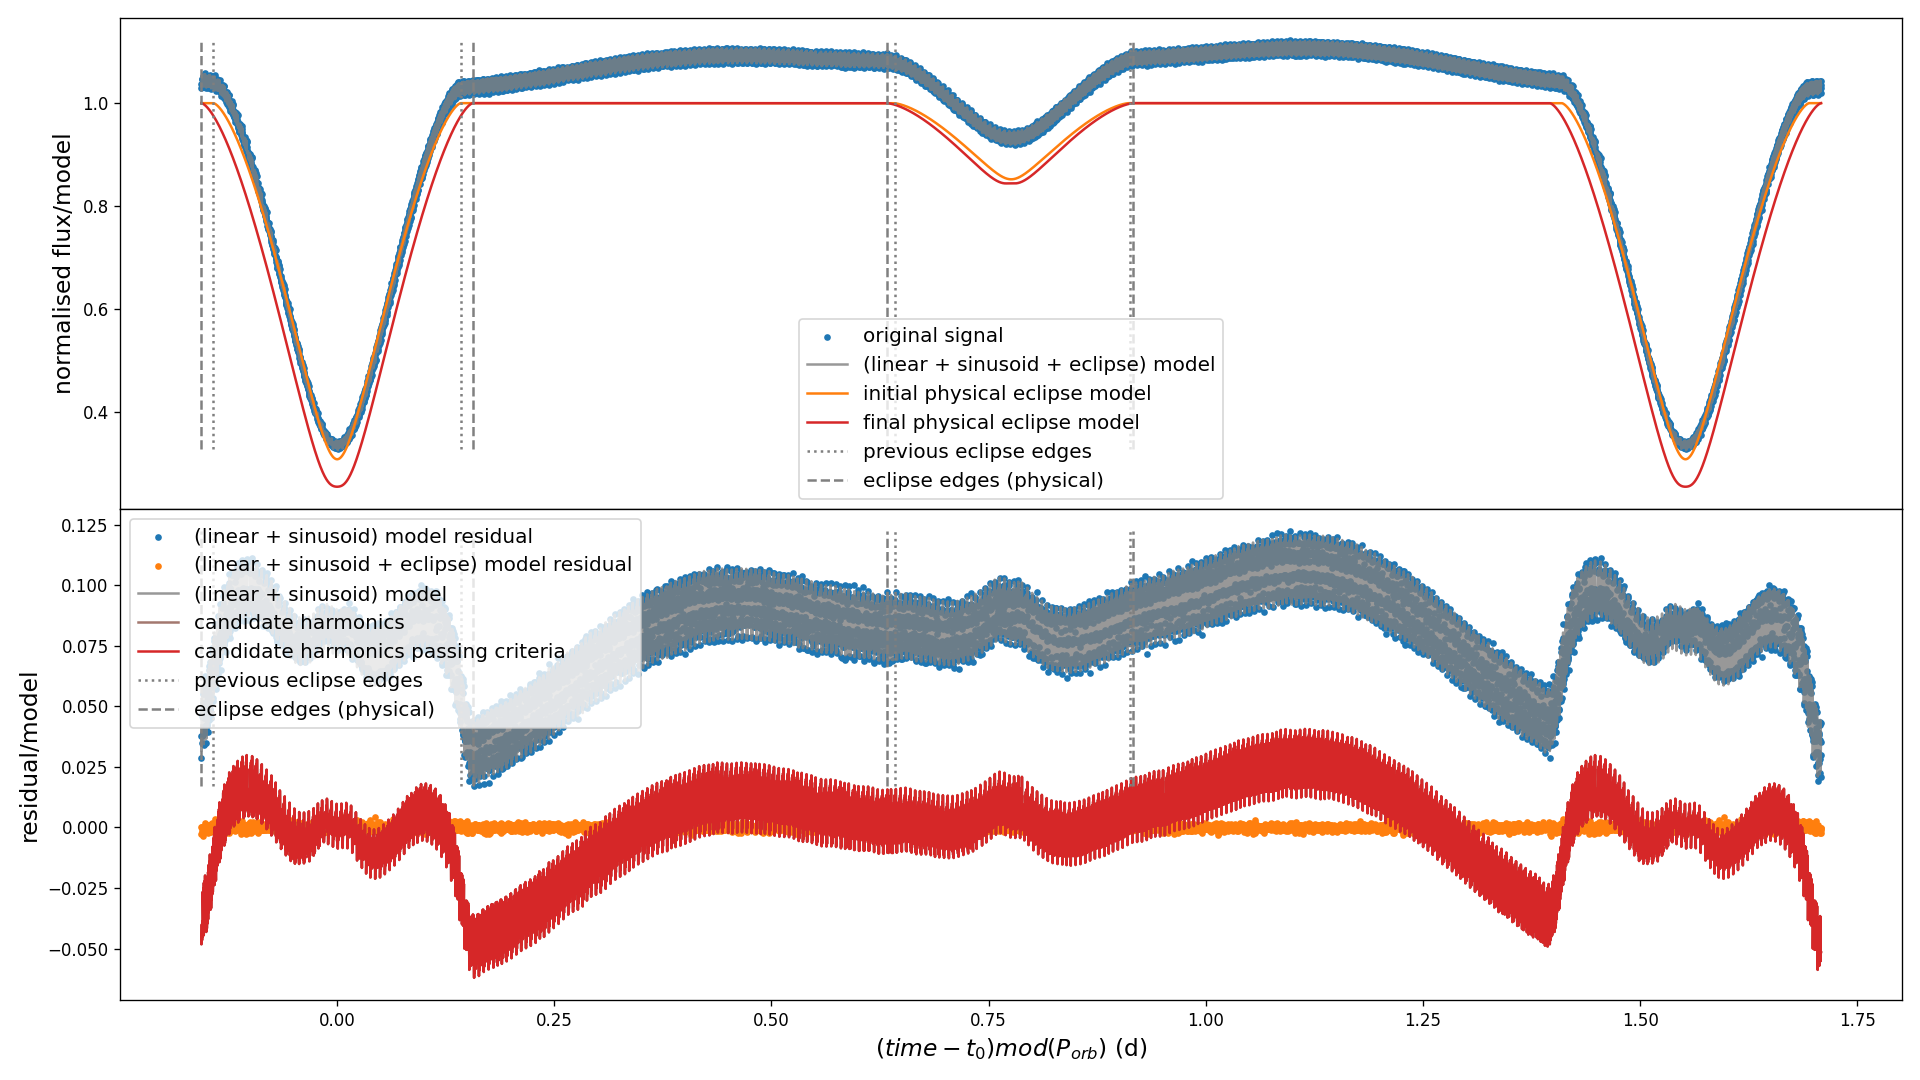 normalised flux/model
1.0
0.8
0.6
0.4
original signal
(linear + sinusoid + eclipse) model
initial physical eclipse model
final physical eclipse model
previous eclipse edges
eclipse edges (physical)
residual/model
0.125
0.100
0.075
0.050
0.025
0.000
−0.025
−0.050
(linear + sinusoid) model residual
(linear + sinusoid + eclipse) model residual
(linear + sinusoid) model
candidate harmonics
candidate harmonics passing criteria
previous eclipse edges
eclipse edges (physical)
0.00 0.25 0.50 0.75 1.00 1.25 1.50 1.75
(time − t₀)mod(P_orb) (d)